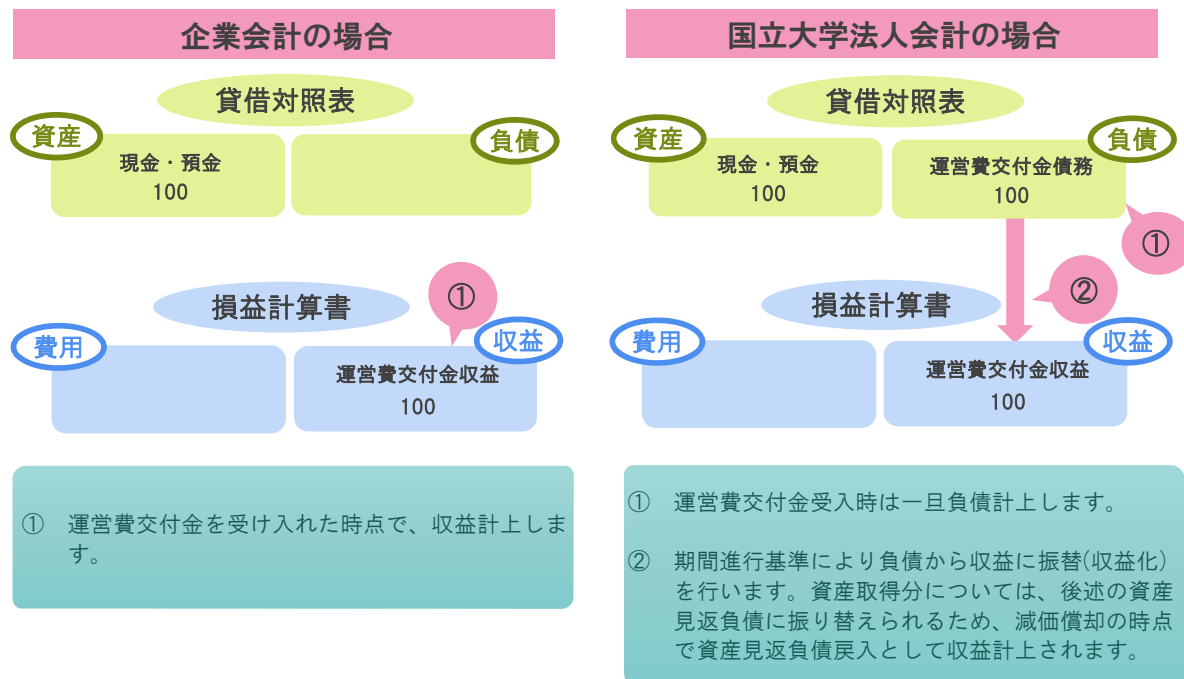 企業会計の場合
貸借対照表
資産
負債
現金・預金
100
損益計算書
①
費用
収益
運営費交付金収益
100
① 運営費交付金を受け入れた時点で、収益計上しま
す。
国立大学法人会計の場合
貸借対照表
資産
負債
現金・預金
100
運営費交付金債務
100
①
②
損益計算書
費用
収益
運営費交付金収益
100
① 運営費交付金受入時は一旦負債計上します。
② 期間進行基準により負債から収益に振替(収益化)
を行います。資産取得分については、後述の資産
見返負債に振り替えられるため、減価償却の時点
で資産見返負債戻入として収益計上されます。